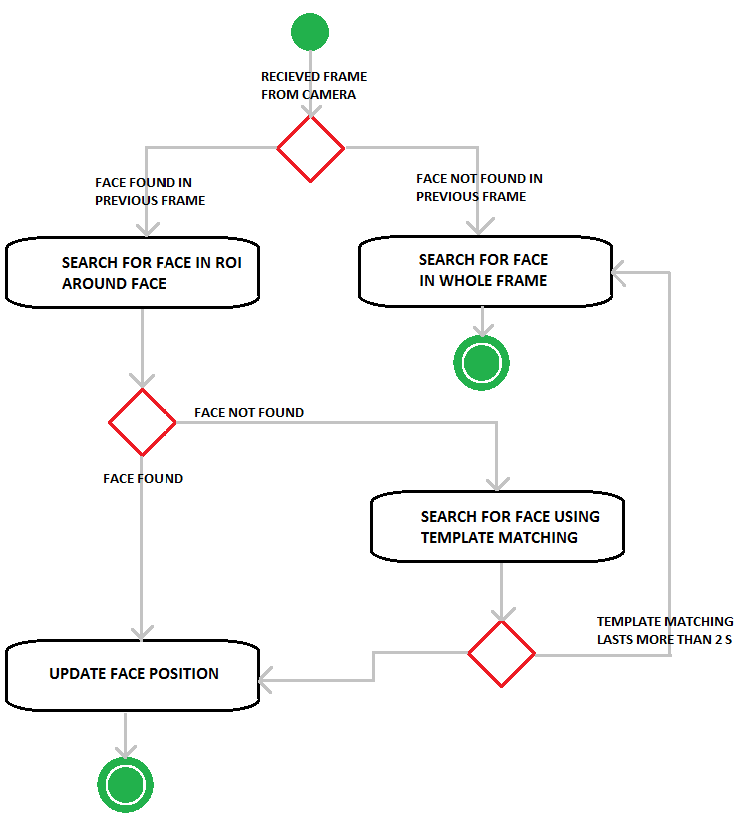 RECIEVED FRAME
FROM CAMERA
FACE FOUND IN
PREVIOUS FRAME
FACE NOT FOUND IN
PREVIOUS FRAME
SEARCH FOR FACE IN ROI
AROUND FACE
SEARCH FOR FACE
IN WHOLE FRAME
FACE NOT FOUND
FACE FOUND
SEARCH FOR FACE USING
TEMPLATE MATCHING
TEMPLATE MATCHING
LASTS MORE THAN 2 S
UPDATE FACE POSITION